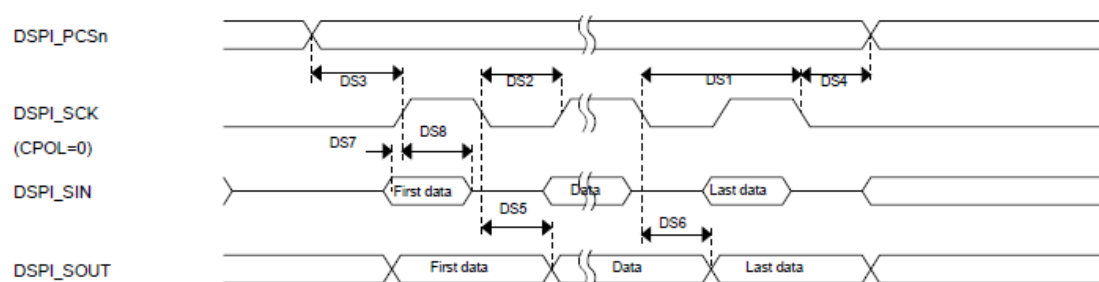 DSPI_PCSn
DS3
DS2
DS1
DS4
DSPI_SCK
(CPOL=0)
DS7
DS8
DSPI_SIN
First data
Data
Last data
DS5
DS6
DSPI_SOUT
First data
Data
Last data